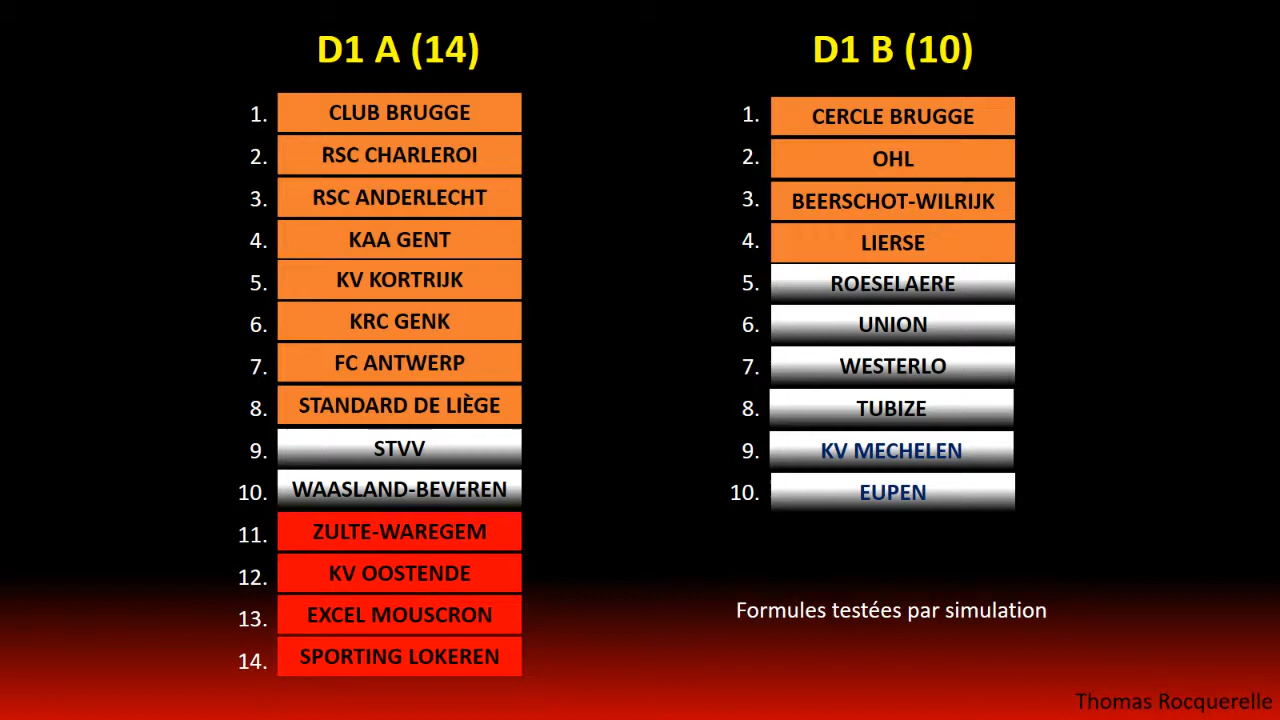 D1 A (14)
1. CLUB BRUGGE
2. RSC CHARLEROI
3. RSC ANDERLECHT
4. KAA GENT
5. KV KORTRIJK
6. KRC GENK
7. FC ANTWERP
8. STANDARD DE LIÈGE
9. STVV
10. WAASLAND-BEVEREN
11. ZULTE-WAREGEM
12. KV OOSTENDE
13. EXCEL MOUSCRON
14. SPORTING LOKEREN
D1 B (10)
1. CERCLE BRUGGE
2. OHL
3. BEERSCHOT-WILRIJK
4. LIERSE
5. ROESELAERE
6. UNION
7. WESTERLO
8. TUBIZE
9. KV MECHELEN
10. EUPEN
Formules testées par simulation
Thomas Rocquerelle